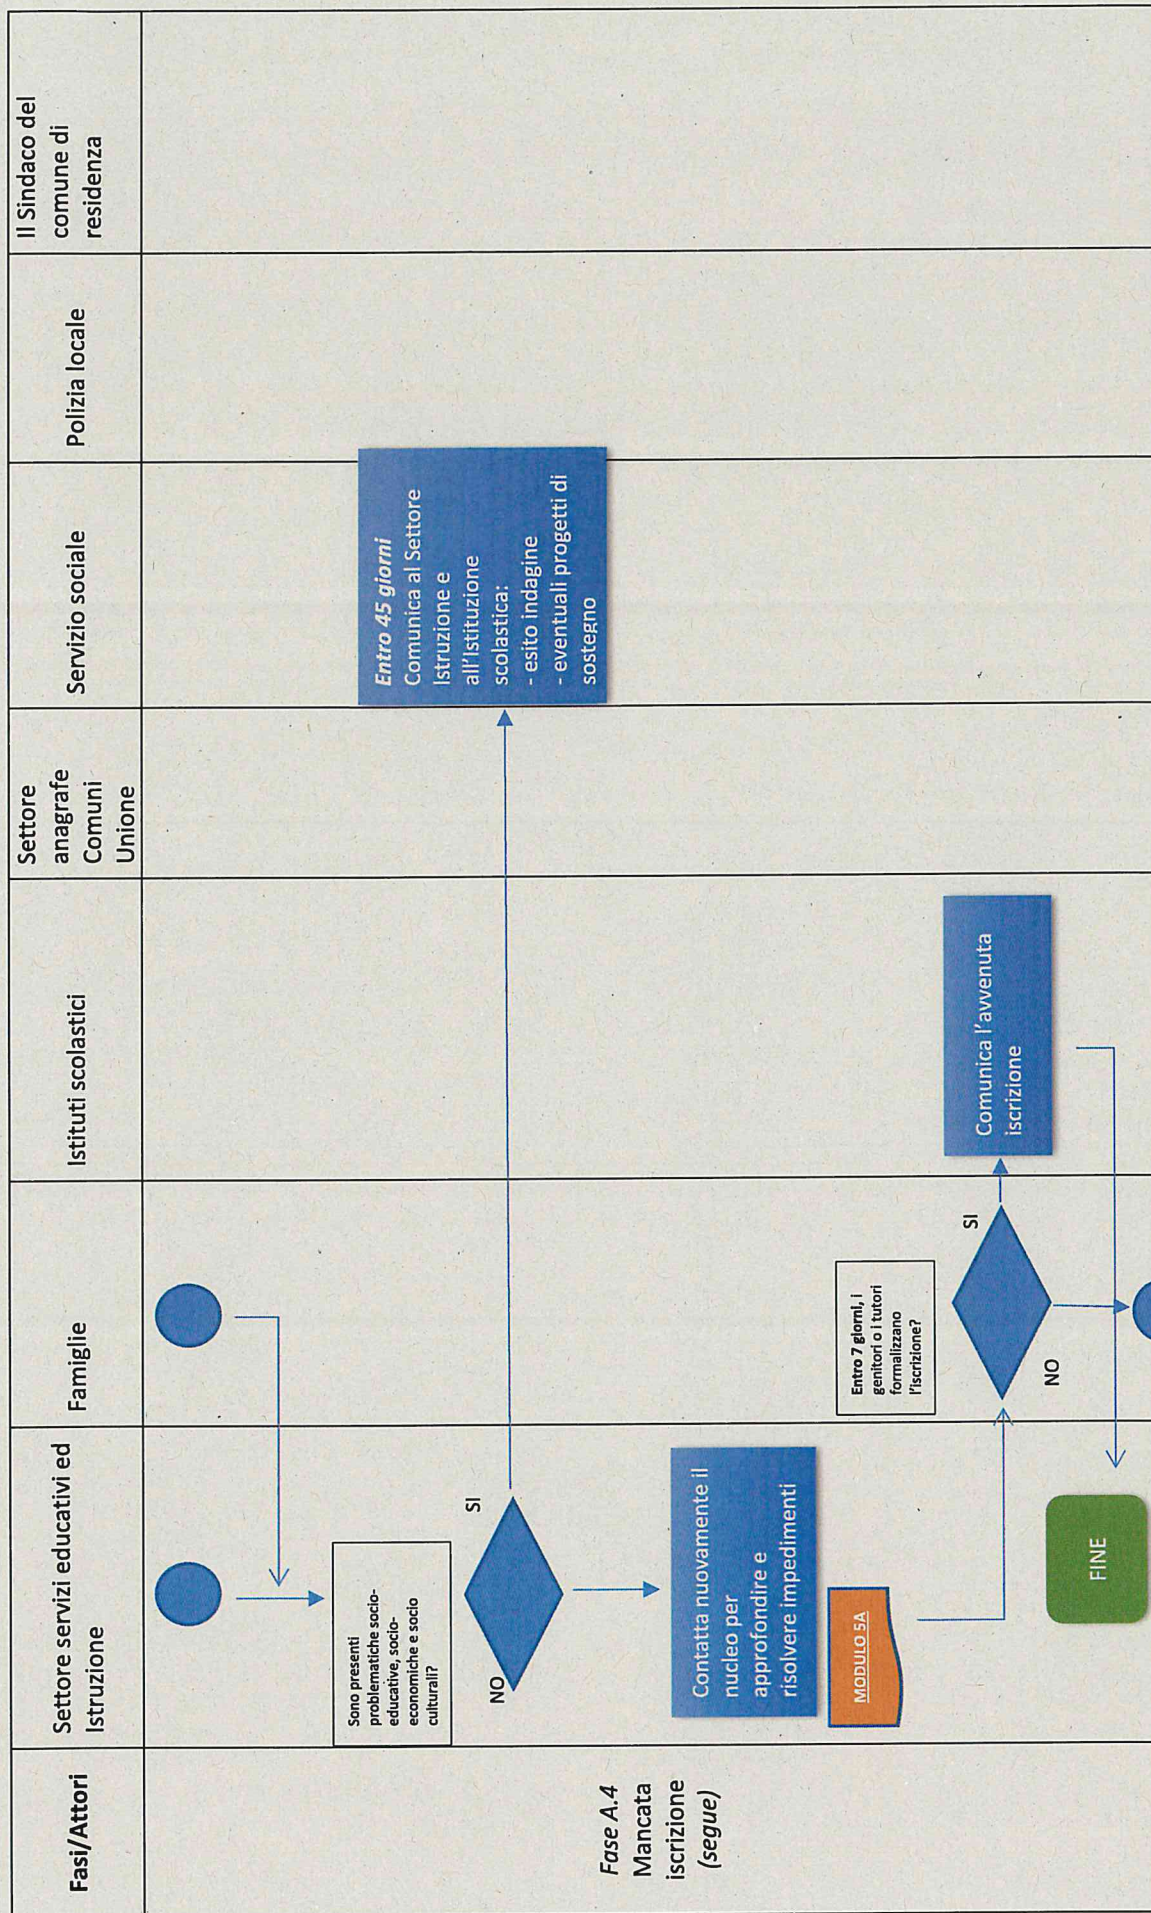 Fasi/Attori
Settore servizi educativi ed
Istruzione
Famiglie
Istituti scolastici
Settore
anagrafe
Comuni
Unione
Servizio sociale
Polizia locale
Il Sindaco del
comune di
residenza
Fase A.4
Mancata
iscrizione
(segue)
Sono presenti
problematiche socio-
educative, socio-
economiche e socio
culturali?
NO
SI
Entro 45 giorni
Comunica al Settore
Istruzione e
all'Istituzione
scolastica:
- esito indagine
- eventuali progetti di
sostegno
Contatta nuovamente il
nucleo per
approfondire e
risolvere impedimenti
MODULO 5A
Entro 7 giorni, i
genitori o i tutori
formalizzano
l'iscrizione?
SI
NO
Comunica l'avvenuta
iscrizione
FINE